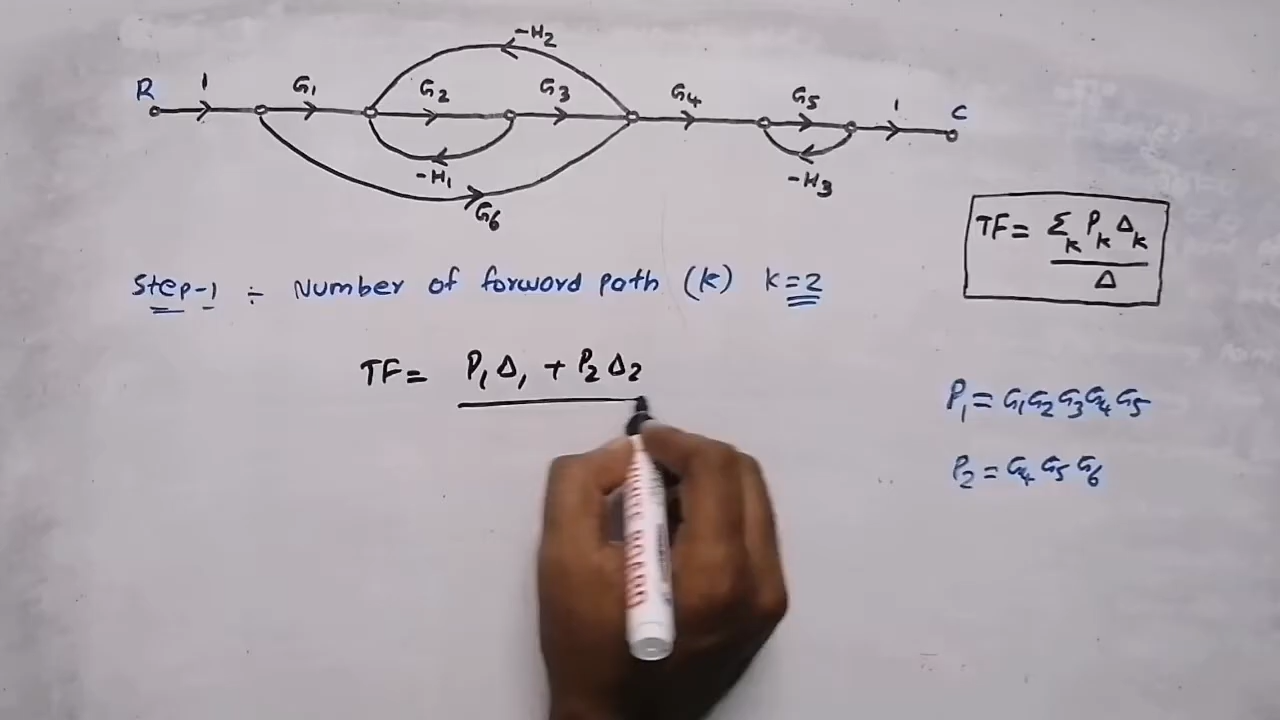 -H₂
R 1 G₁ G₂ G₃ G₄ G₅ 1 C
-H₁ -H₃
G₆
TF = Σₖ Pₖ Δₖ / Δ
Step-1 ÷ Number of forword path (k) k=2
TF = P₁Δ₁ + P₂Δ₂
P₁ = G₁G₂G₃G₄G₅
P₂ = G₄G₅G₆